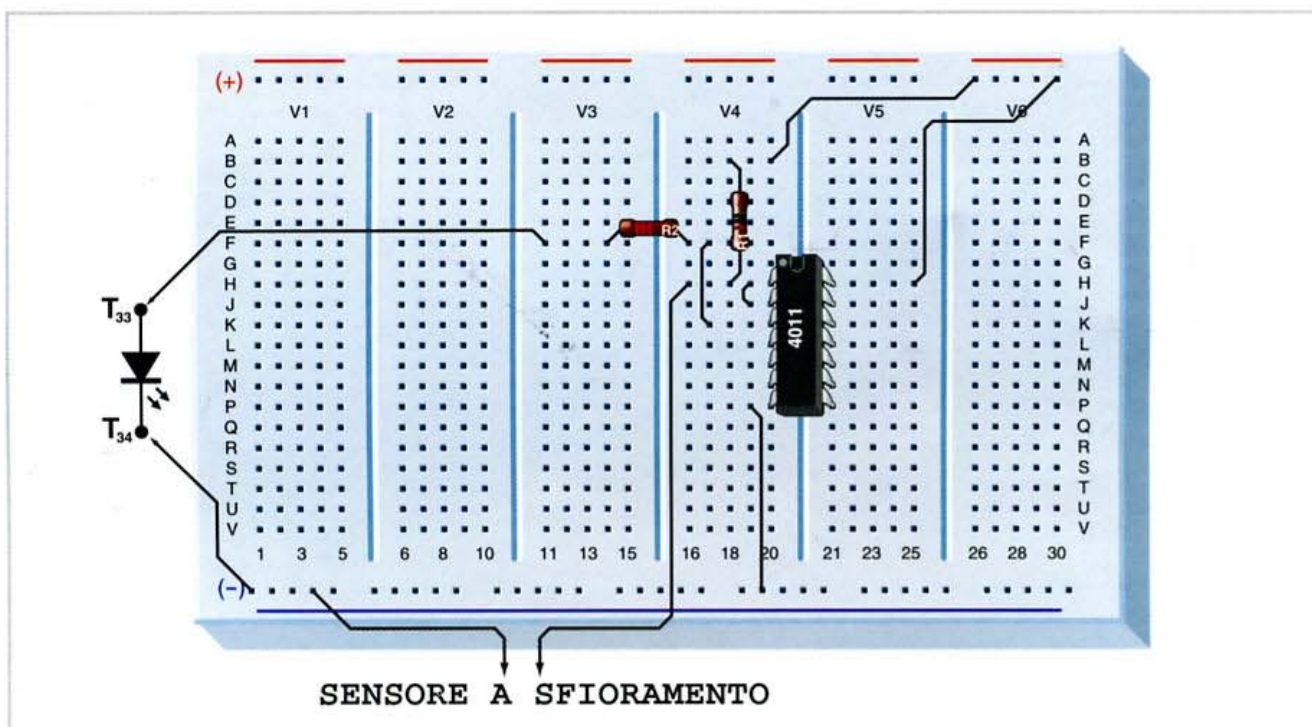 (+)
V1 V2 V3 V4 V5 V6
A A
B B
C C
D D
E R2 E
F R1 F
G G
H H
T33 J J
K 4011 K
L L
M M
N N
P P
T34 Q Q
R R
S S
T T
U U
V V
1 3 5 6 8 10 11 13 15 16 18 20 21 23 25 26 28 30
(-)
SENSORE A SFIORAMENTO